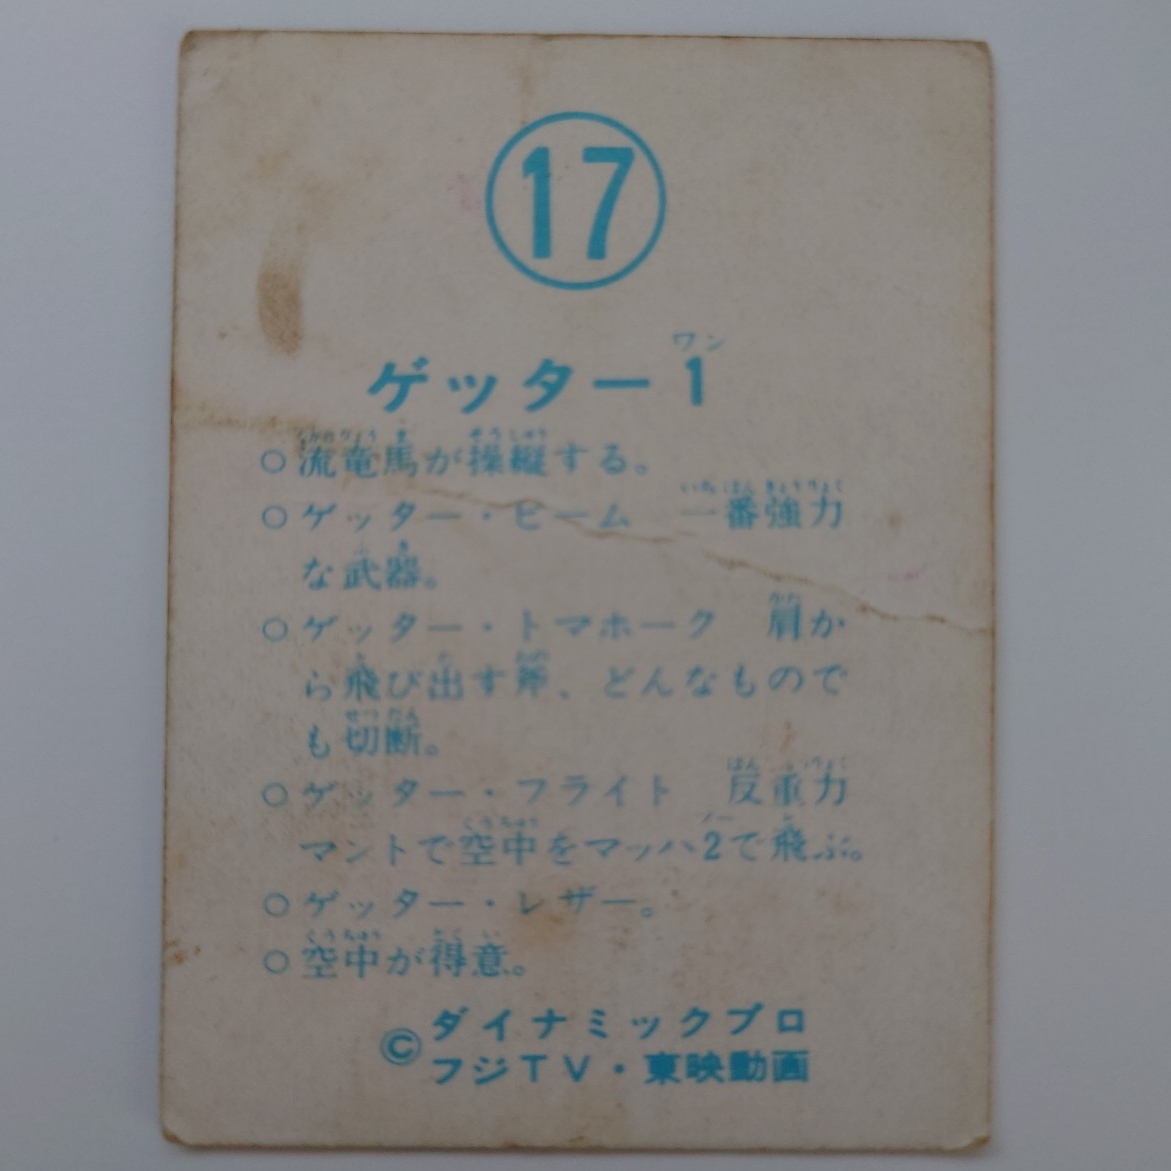 17
ゲッター1
○流竜馬が操縦する。
○ゲッター・ビーム 一番強力
な武器。
○ゲッター・トマホーク 肩か
ら飛び出す斧、どんなもので
も切断。
○ゲッター・フライト 反重力
マントで空中をマッハ2で飛ぶ。
○ゲッター・レザー。
○空中が得意。
©ダイナミックプロ
フジTV・東映動画